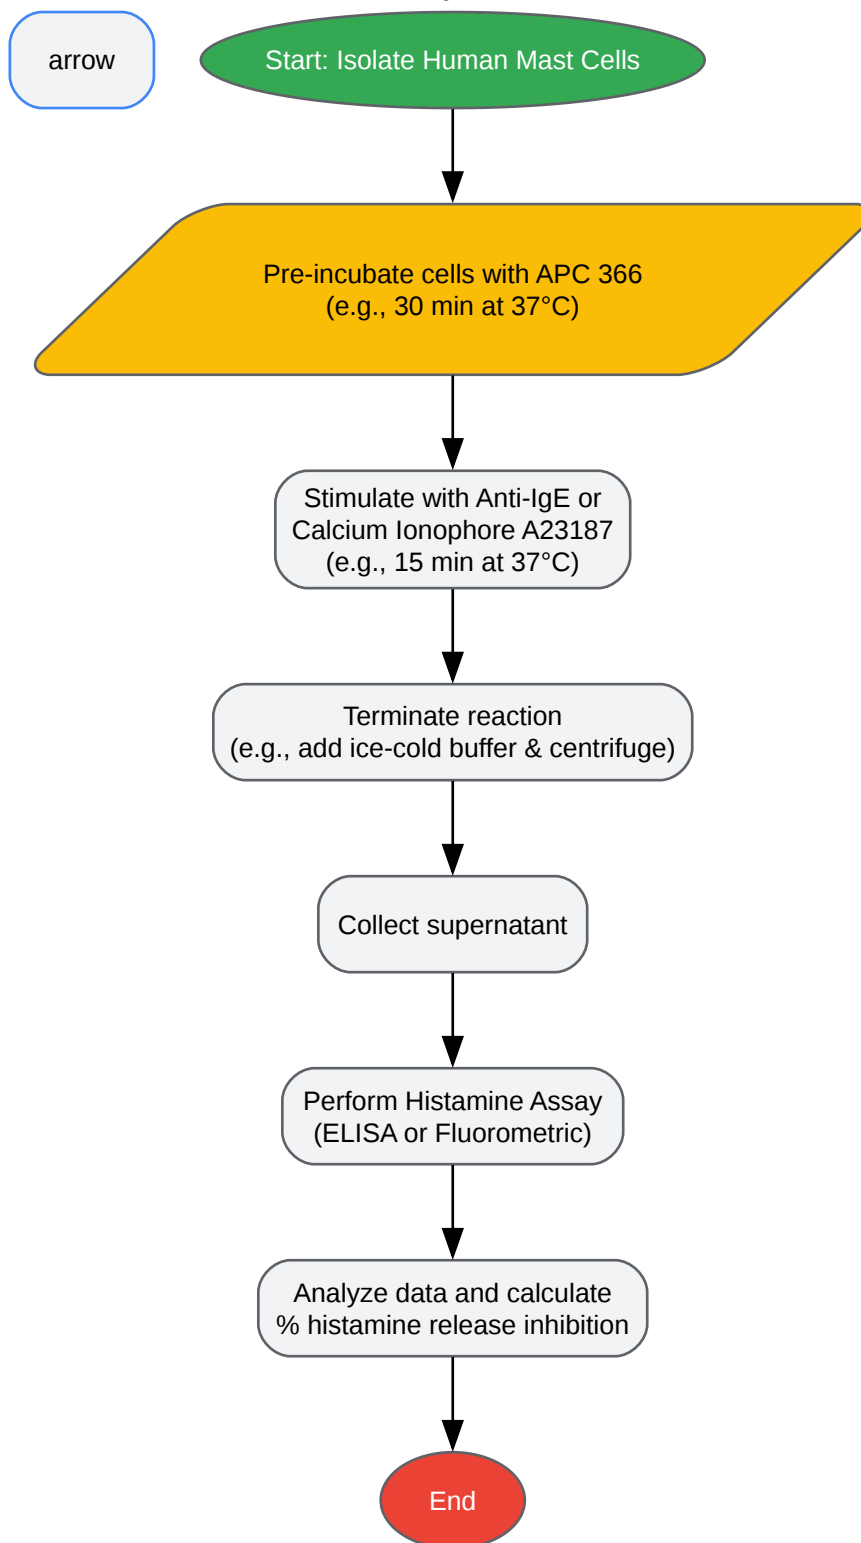 arrow
Start: Isolate Human Mast Cells
Pre-incubate cells with APC 366
(e.g., 30 min at 37°C)
Stimulate with Anti-IgE or
Calcium Ionophore A23187
(e.g., 15 min at 37°C)
Terminate reaction
(e.g., add ice-cold buffer & centrifuge)
Collect supernatant
Perform Histamine Assay
(ELISA or Fluorometric)
Analyze data and calculate
% histamine release inhibition
End